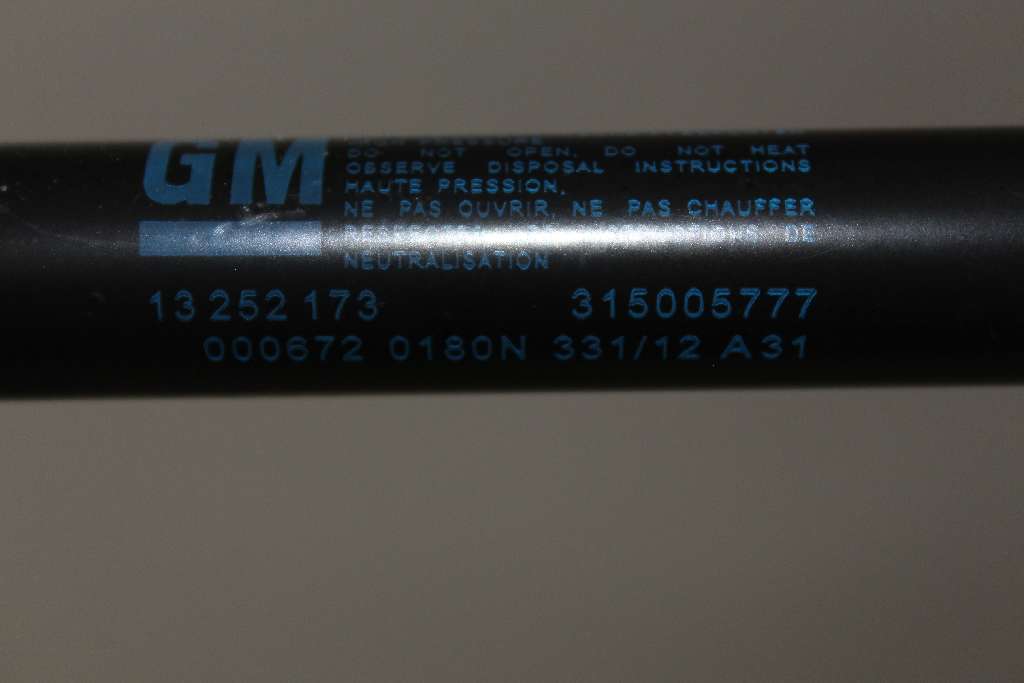 GM
DO NOT OPEN, DO NOT HEAT
OBSERVE DISPOSAL INSTRUCTIONS
HAUTE PRESSION,
NE PAS OUVRIR, NE PAS CHAUFFER
DE
NEUTRALISATION
13 252 173 315005777
000672 0180N 331/12 A31